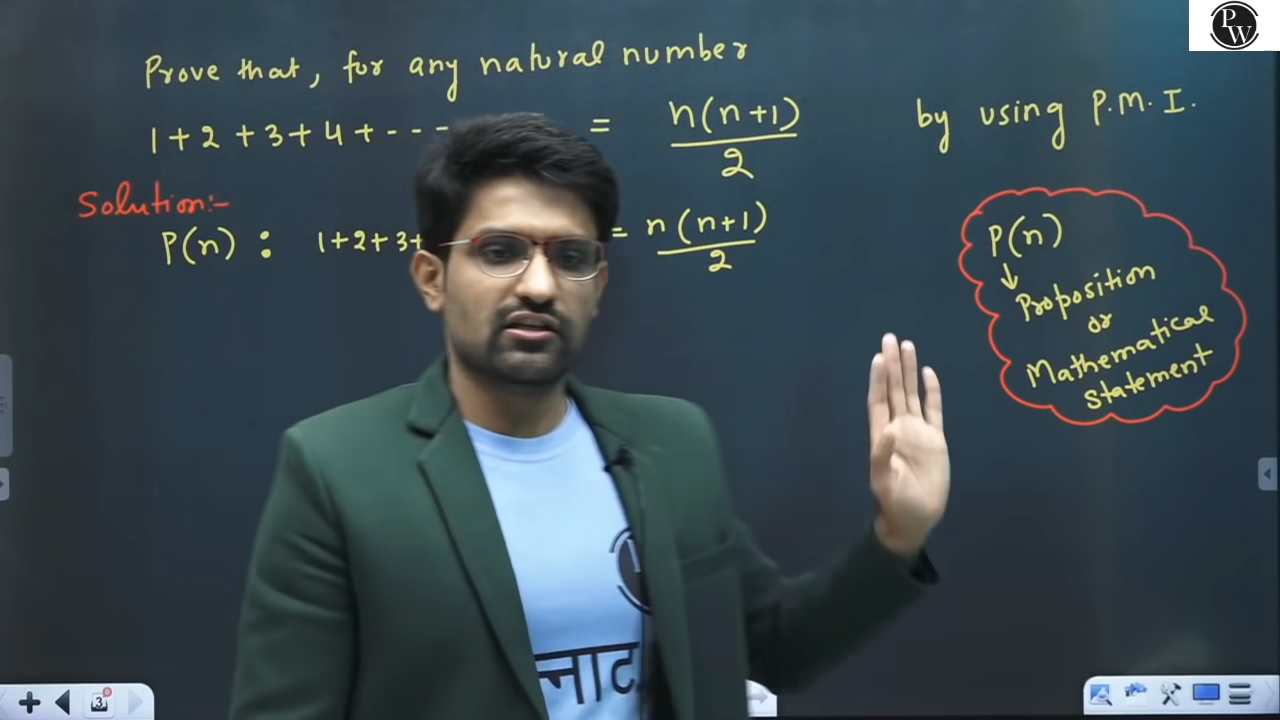 PW
Prove that, for any natural number
1+2+3+4+--- = n(n+1)/2 by using P.M.I.
Solution:-
P(n) : 1+2+3+ = n(n+1)/2
P(n)
↓
Proposition
or
Mathematical
statement
नाट
3